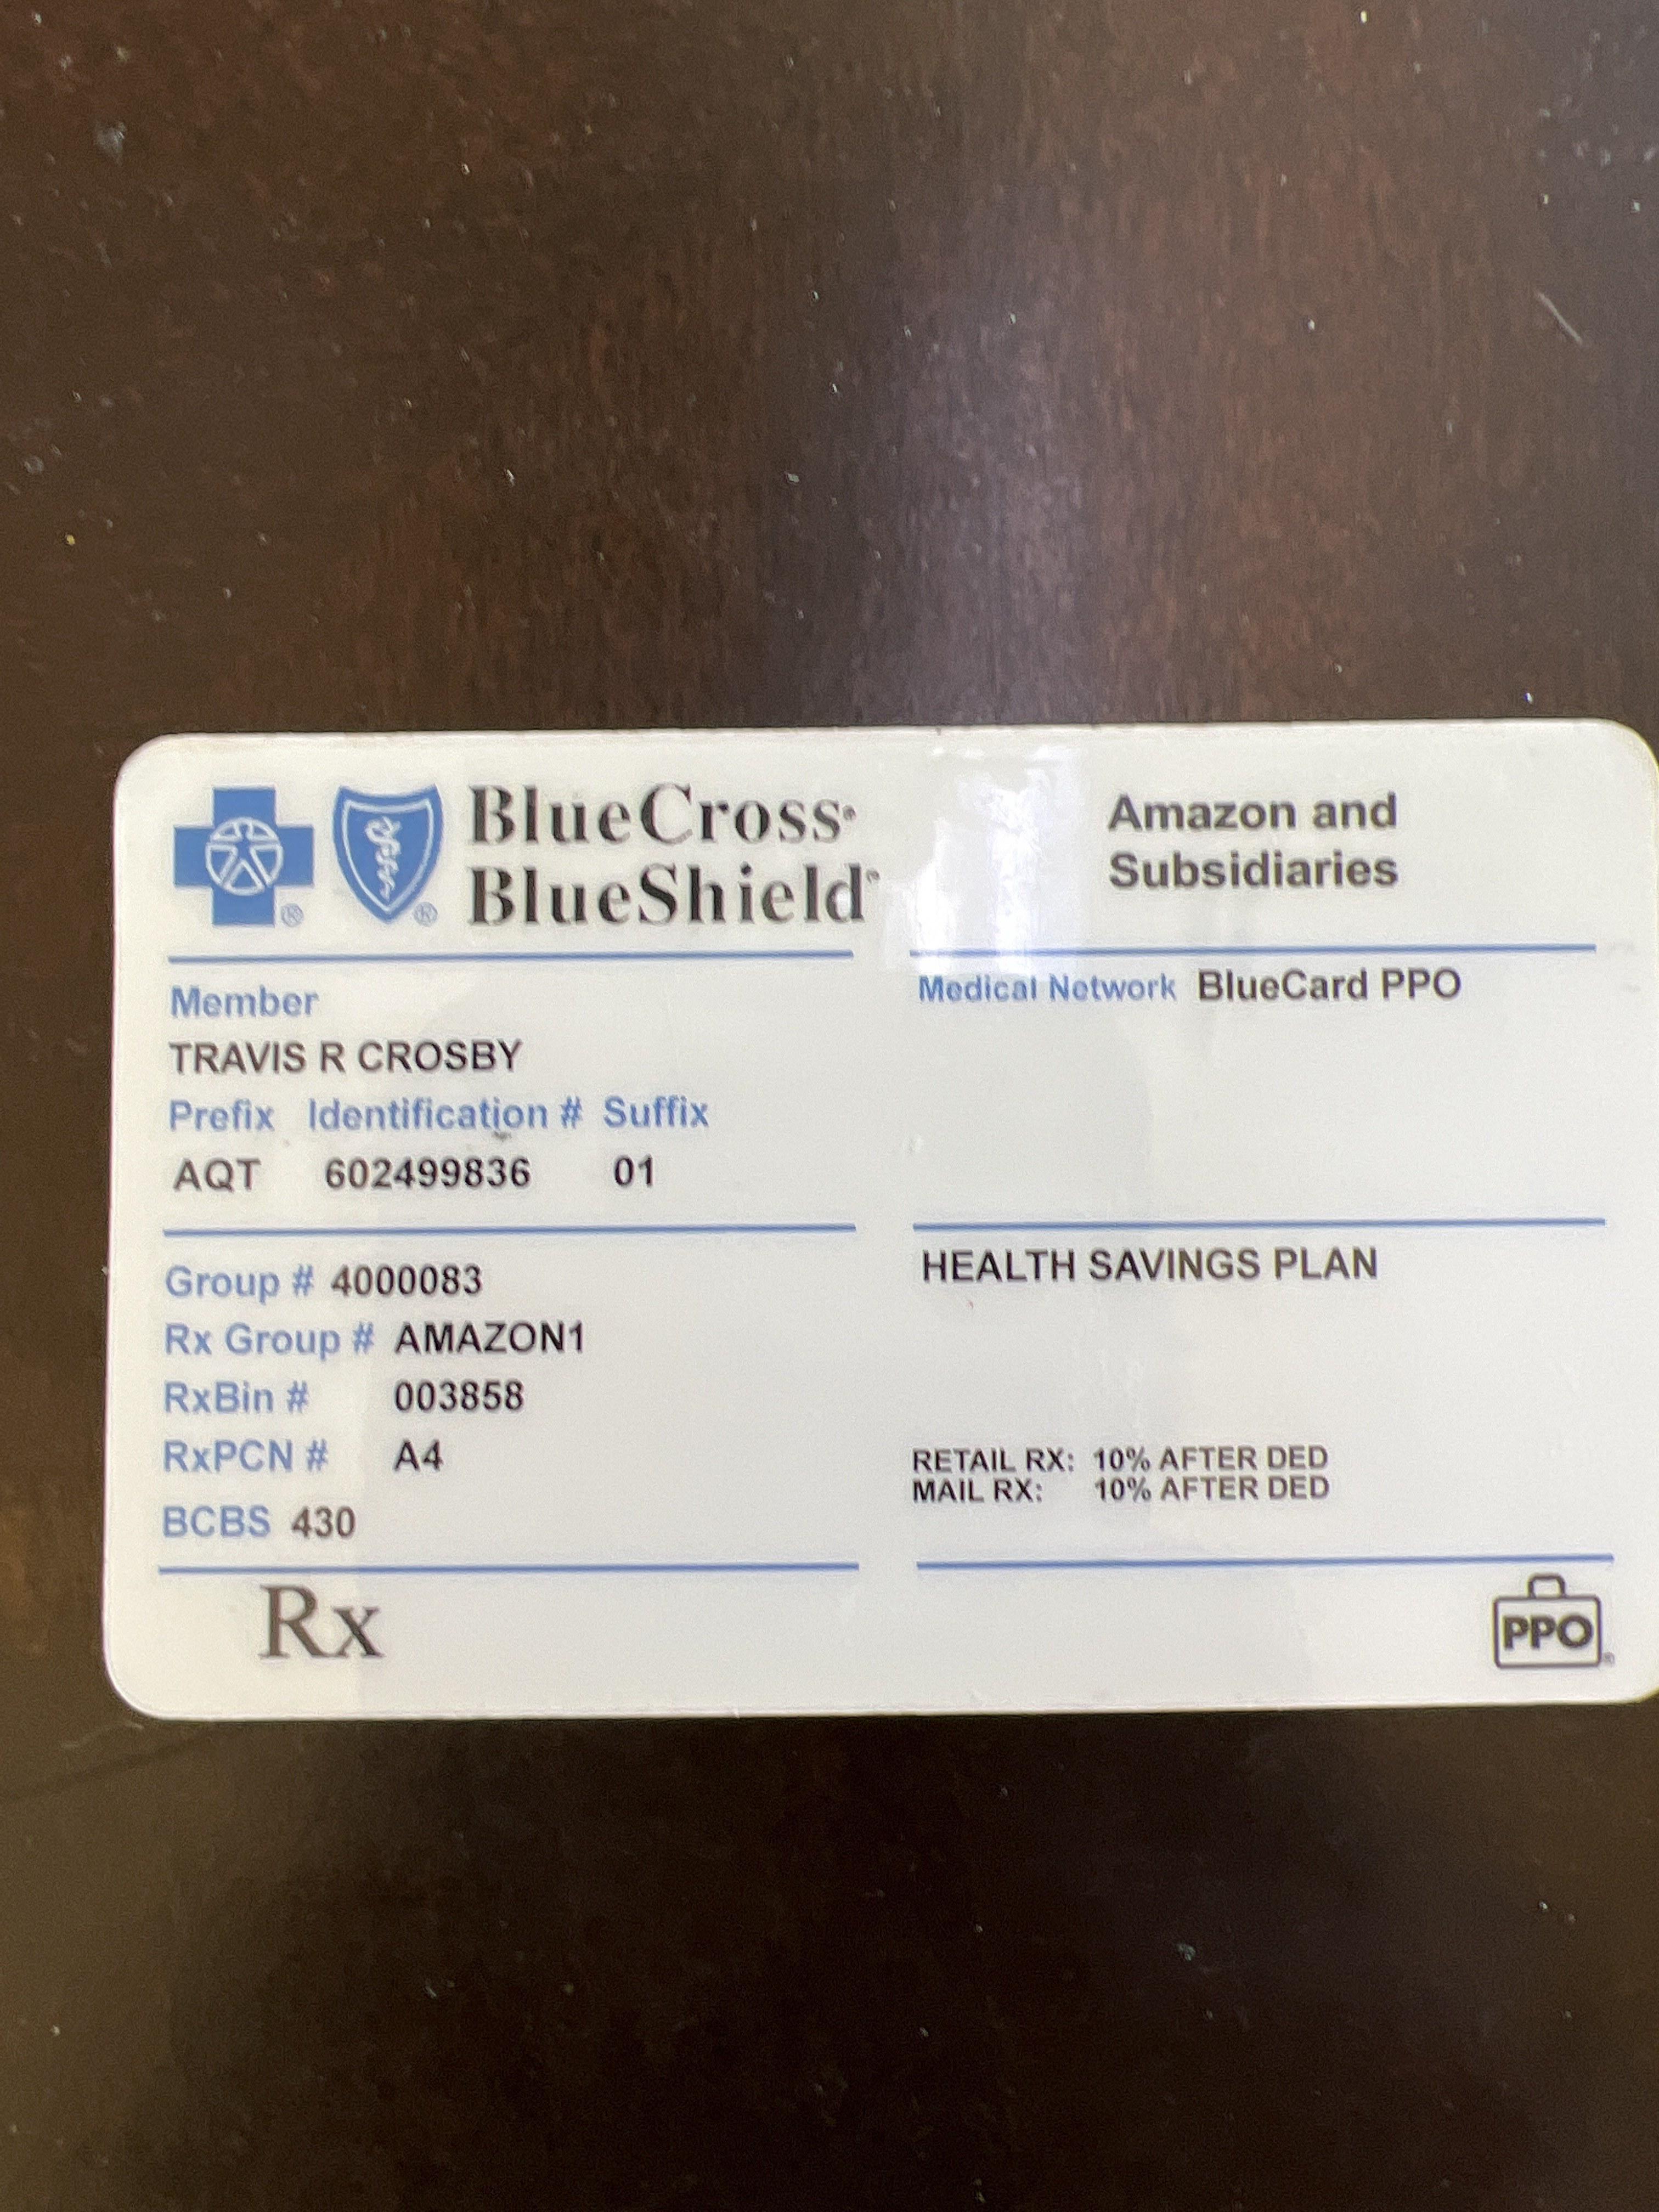 BlueCross®
BlueShield®
Amazon and
Subsidiaries
Member
TRAVIS R CROSBY
Prefix Identification # Suffix
AQT 602499836 01
Medical Network BlueCard PPO
Group # 4000083
Rx Group # AMAZON1
RxBin # 003858
RxPCN # A4
BCBS 430
HEALTH SAVINGS PLAN
RETAIL RX: 10% AFTER DED
MAIL RX: 10% AFTER DED
Rx
PPO®